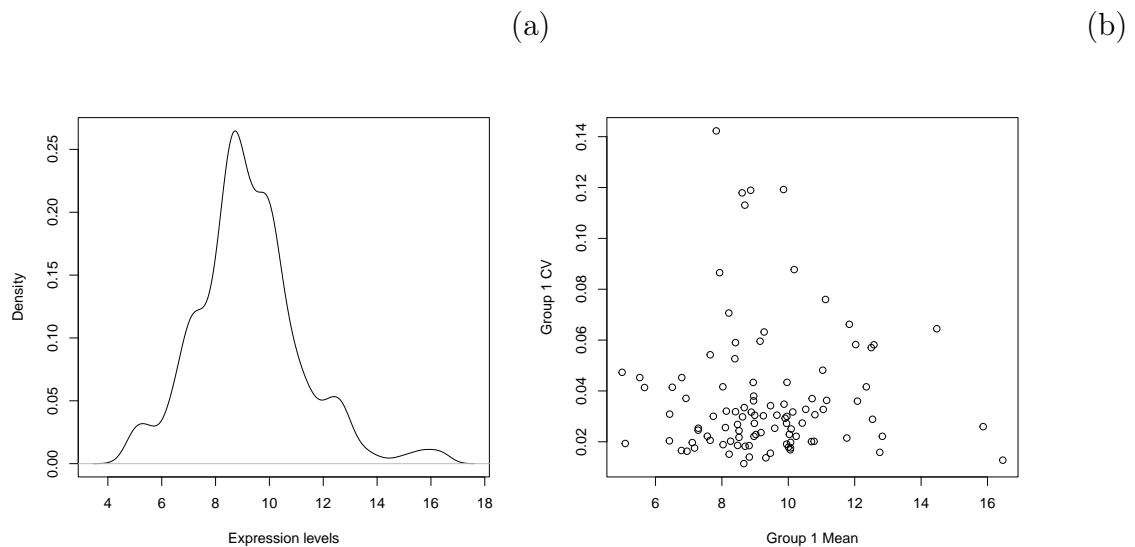 (a)
(b)
0.00 0.05 0.10 0.15 0.20 0.25
Density
4 6 8 10 12 14 16 18
Expression levels
0.02 0.04 0.06 0.08 0.10 0.12 0.14
Group 1 CV
6 8 10 12 14 16
Group 1 Mean